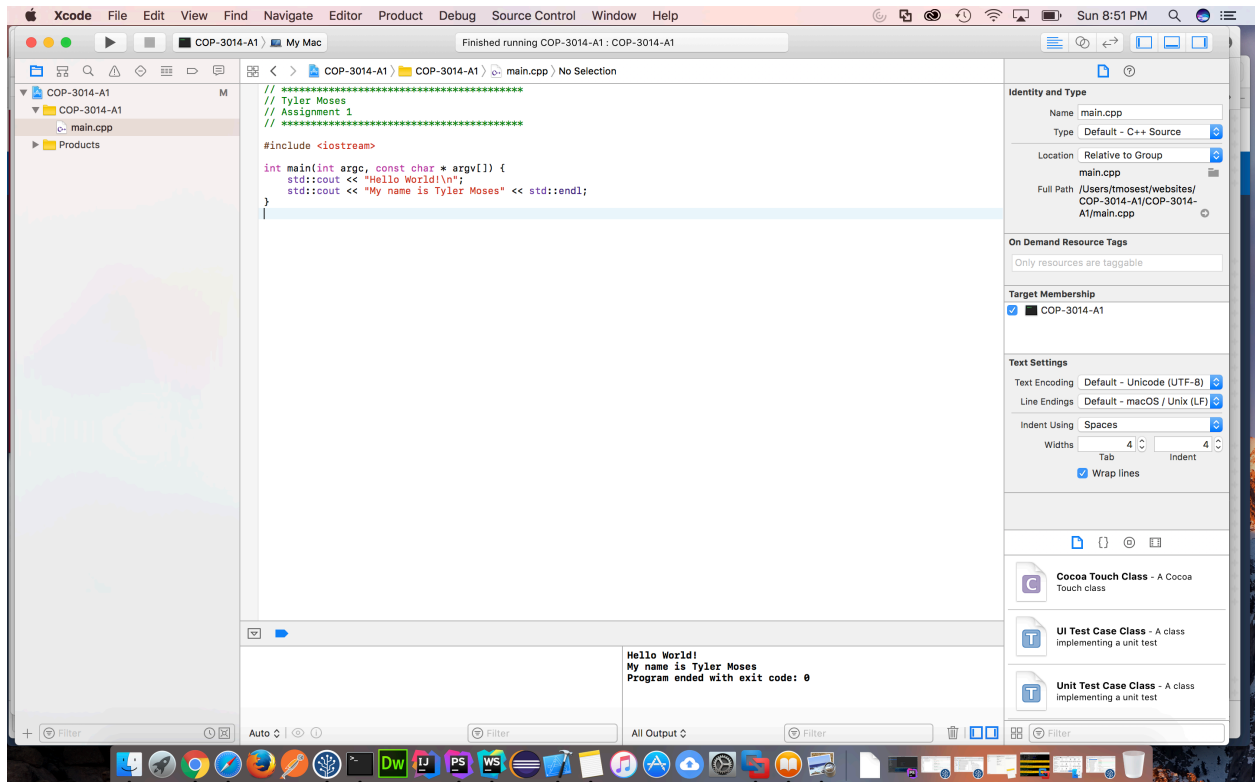 Xcode File Edit View Find Navigate Editor Product Debug Source Control Window Help Sun 8:51 PM
COP-3014-A1 My Mac Finished running COP-3014-A1 : COP-3014-A1
COP-3014-A1 COP-3014-A1 main.cpp No Selection
COP-3014-A1 M
COP-3014-A1
main.cpp
Products
// *****************************************
// Tyler Moses
// Assignment 1
// *****************************************
#include <iostream>
int main(int argc, const char * argv[]) {
    std::cout << "Hello World!\n";
    std::cout << "My name is Tyler Moses" << std::endl;
}
Identity and Type
Name main.cpp
Type Default - C++ Source
Location Relative to Group
main.cpp
Full Path /Users/tmosest/websites/
COP-3014-A1/COP-3014-
A1/main.cpp
On Demand Resource Tags
Only resources are taggable
Target Membership
COP-3014-A1
Text Settings
Text Encoding Default - Unicode (UTF-8)
Line Endings Default - macOS / Unix (LF)
Indent Using Spaces
Widths 4 4
Tab Indent
Wrap lines
{}
C
Cocoa Touch Class - A Cocoa
Touch class
T
UI Test Case Class - A class
implementing a unit test
T
Unit Test Case Class - A class
implementing a unit test
Hello World!
My name is Tyler Moses
Program ended with exit code: 0
Filter Auto Filter All Output Filter Filter
Dw IJ PS WS